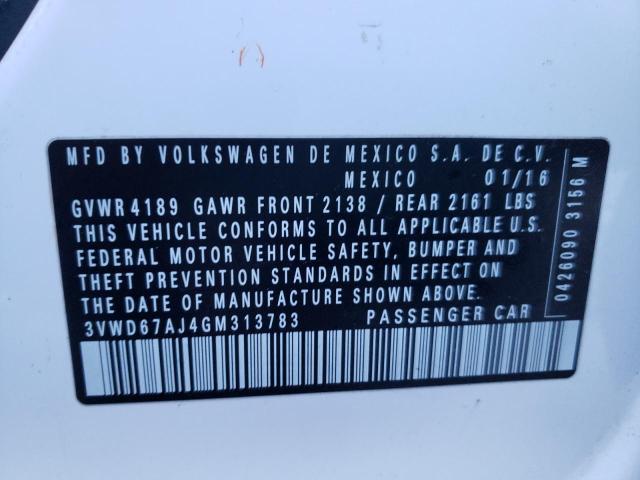 MFD BY VOLKSWAGEN DE MEXICO S.A. DE C.V.
MEXICO 01/16
GVWR 4189 GAWR FRONT 2138 / REAR 2161 LBS
THIS VEHICLE CONFORMS TO ALL APPLICABLE U.S.
FEDERAL MOTOR VEHICLE SAFETY, BUMPER AND
THEFT PREVENTION STANDARDS IN EFFECT ON
THE DATE OF MANUFACTURE SHOWN ABOVE.
3VWD67AJ4GM313783 PASSENGER CAR
0426090 3156 M